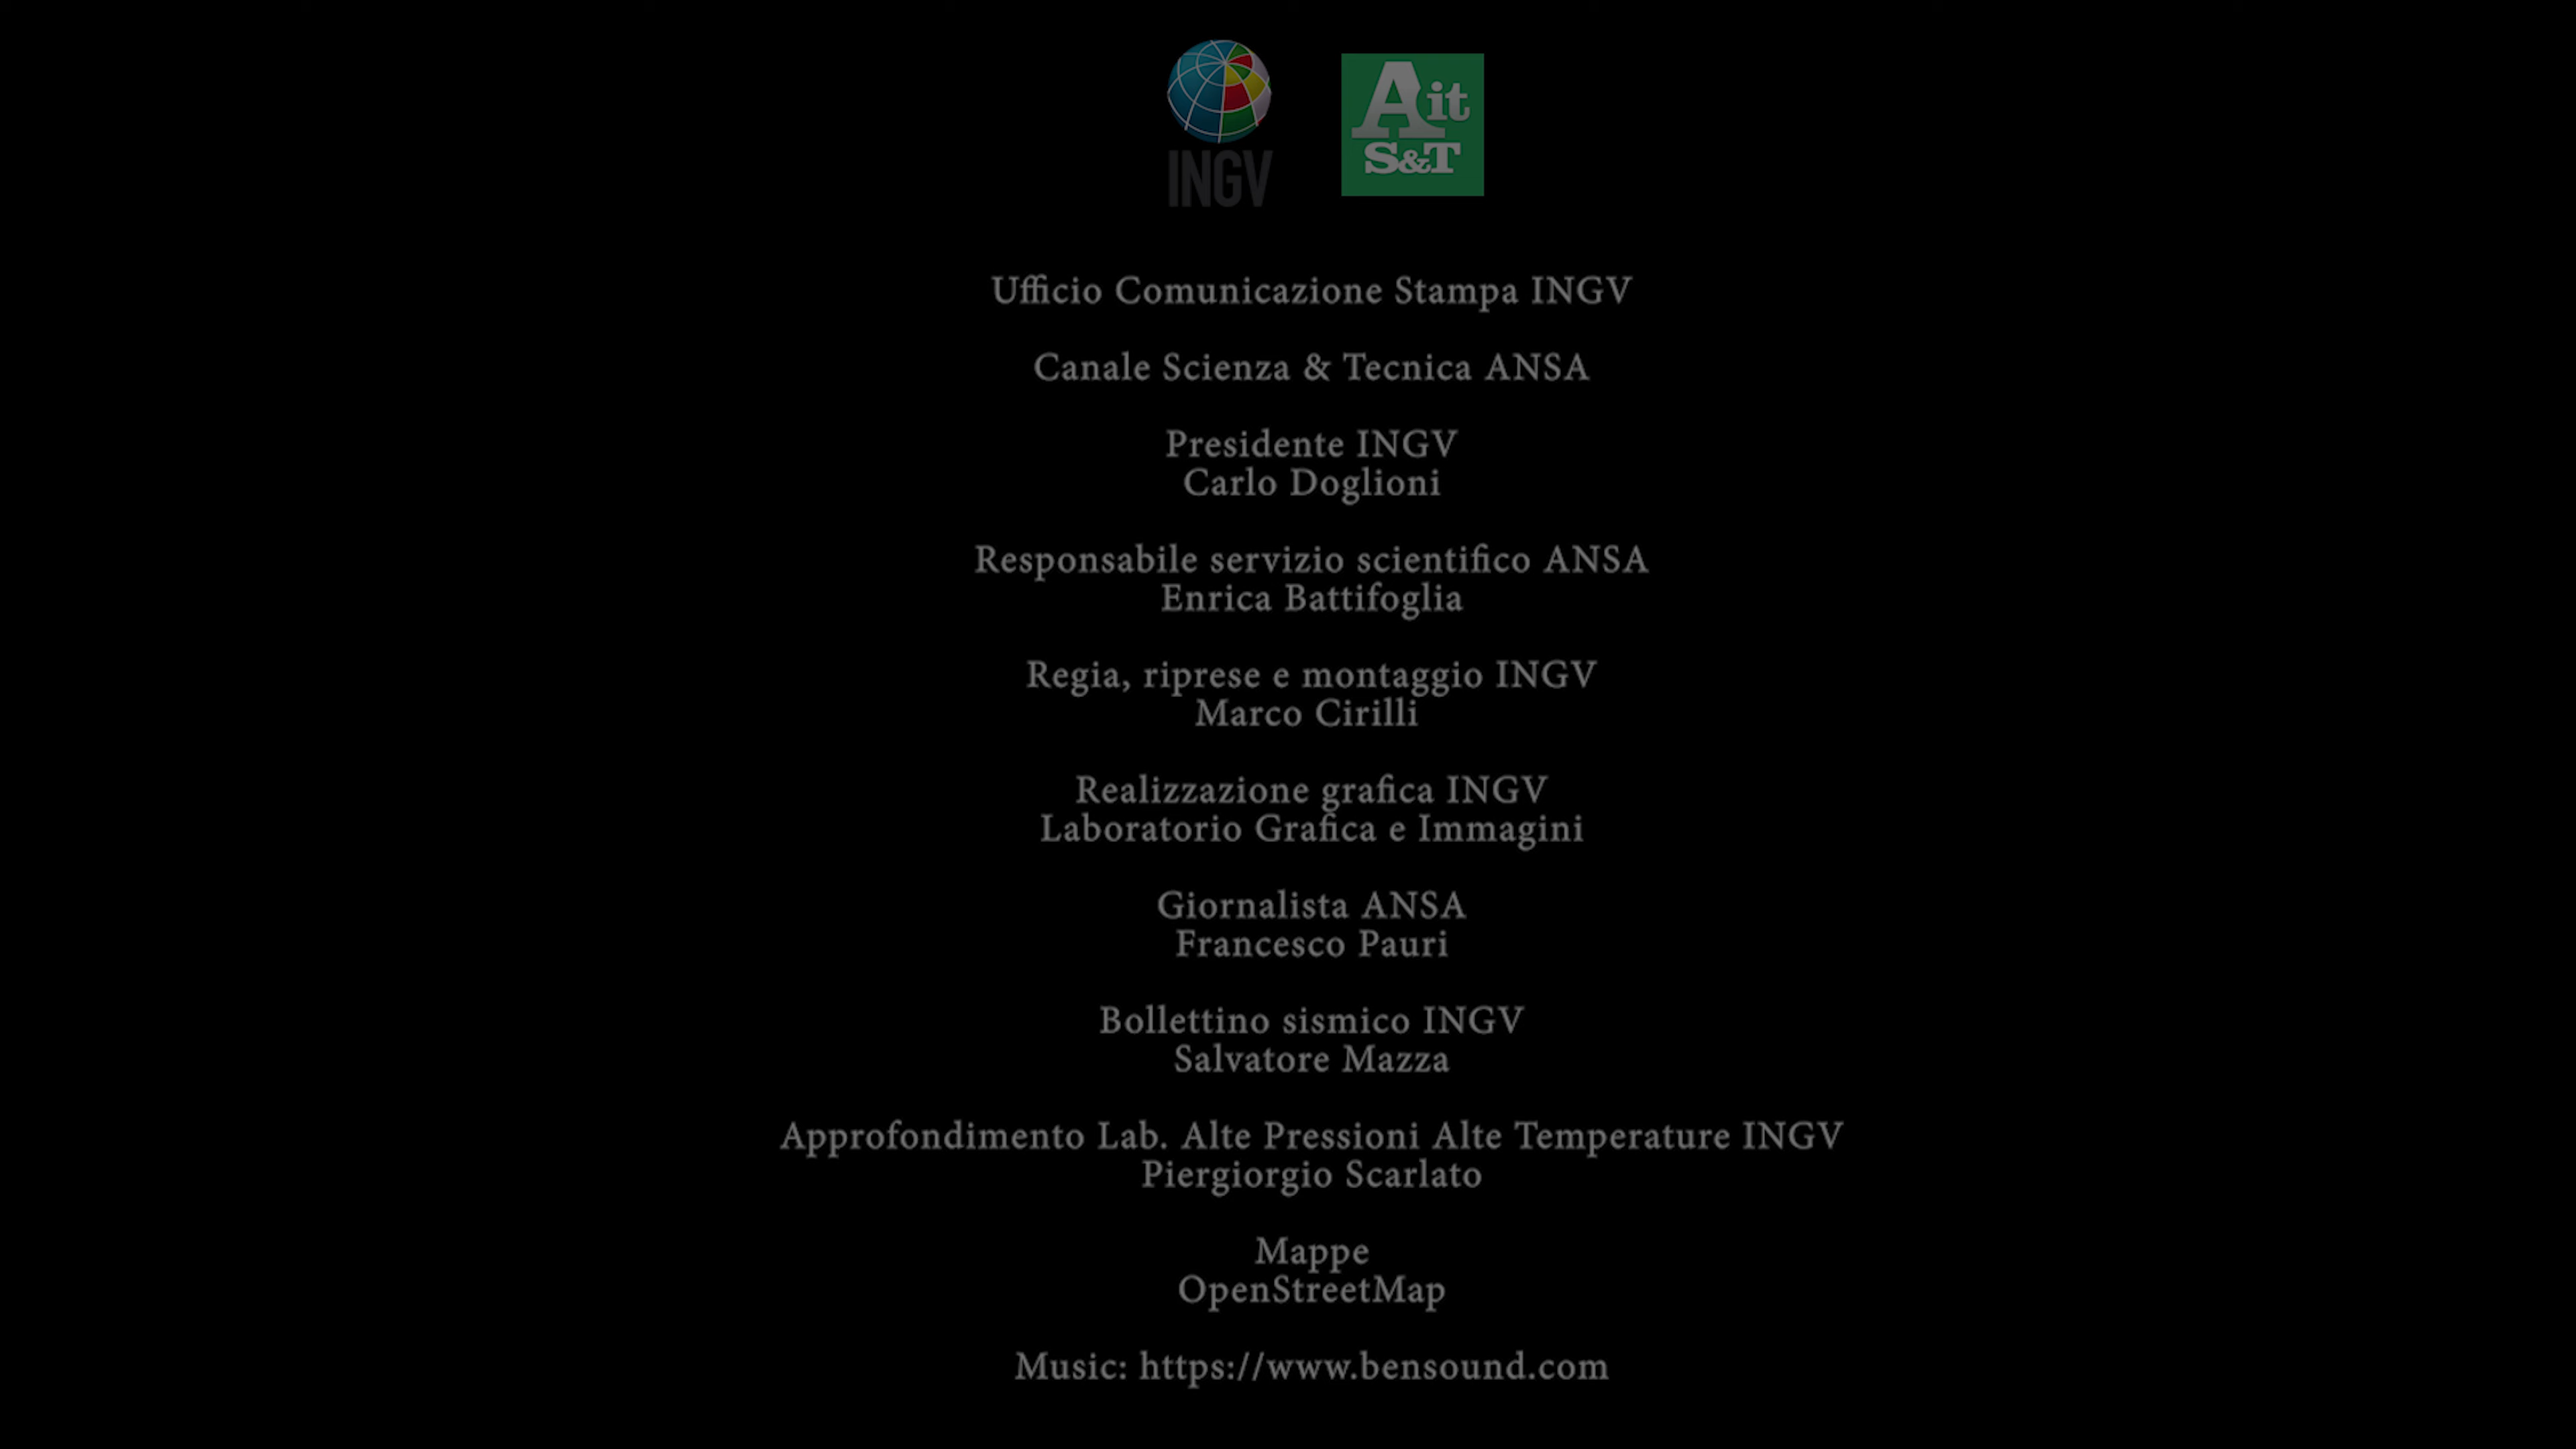 INGV
Ait
S&T
Ufficio Comunicazione Stampa INGV
Canale Scienza & Tecnica ANSA
Presidente INGV
Carlo Doglioni
Responsabile servizio scientifico ANSA
Enrica Battifoglia
Regia, riprese e montaggio INGV
Marco Cirilli
Realizzazione grafica INGV
Laboratorio Grafica e Immagini
Giornalista ANSA
Francesco Pauri
Bollettino sismico INGV
Salvatore Mazza
Approfondimento Lab. Alte Pressioni Alte Temperature INGV
Piergiorgio Scarlato
Mappe
OpenStreetMap
Music: https://www.bensound.com